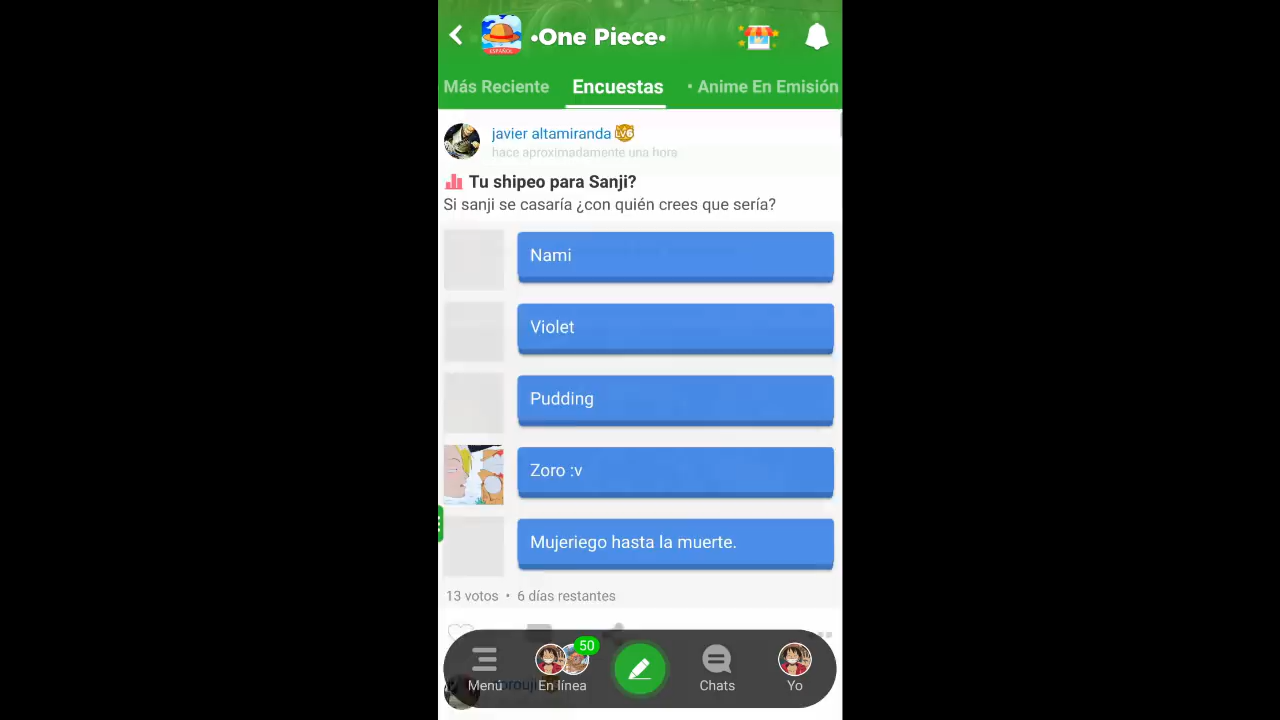 •One Piece•
ESPAÑOL
Más Reciente Encuestas • Anime En Emisión
javier altamiranda LV6
hace aproximadamente una hora
Tu shipeo para Sanji?
Si sanji se casaría ¿con quién crees que sería?
Nami
Violet
Pudding
Zoro :v
Mujeriego hasta la muerte.
13 votos • 6 días restantes
50
Menú En línea Chats Yo